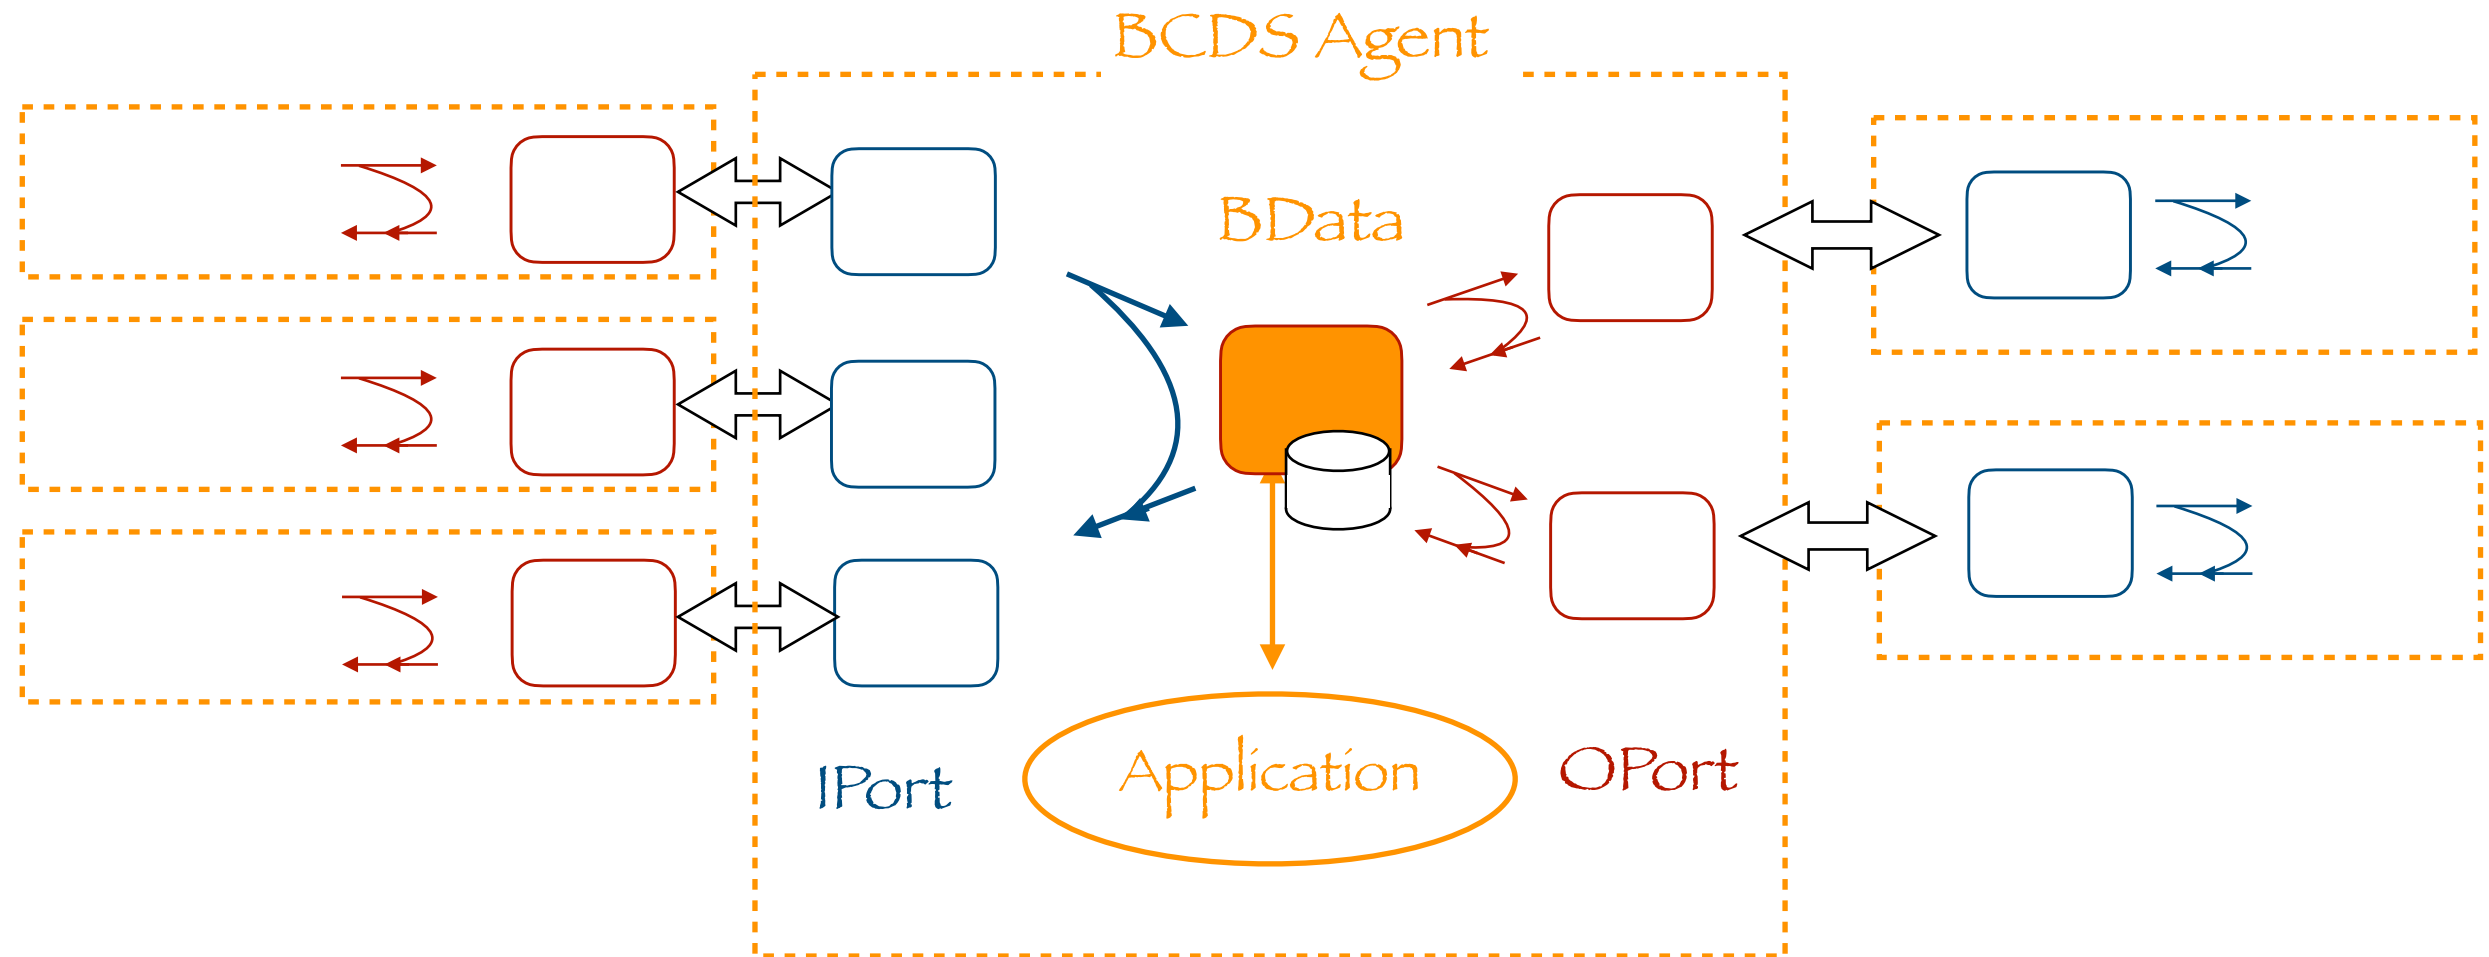 BCDS Agent
BData
IPort
Application
OPort